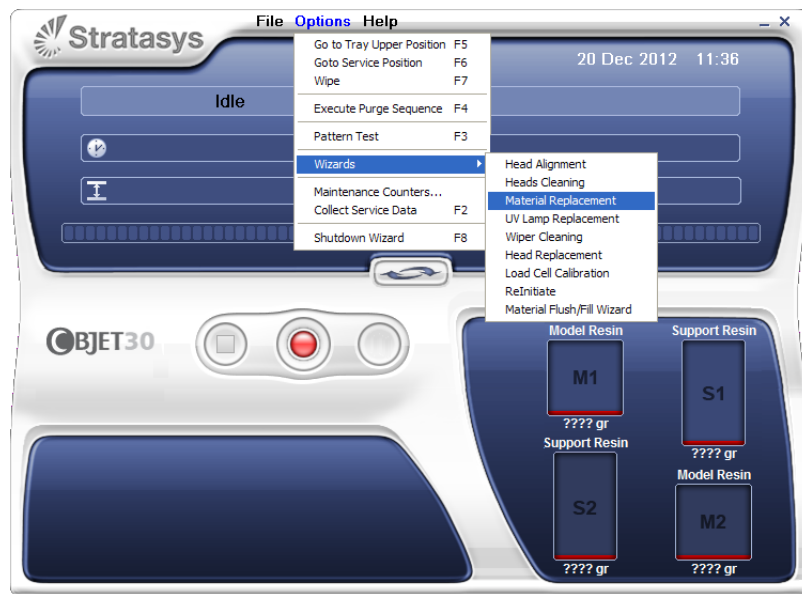 Stratasys
File Options Help
20 Dec 2012 11:36
Idle
Go to Tray Upper Position F5
Goto Service Position F6
Wipe F7
Execute Purge Sequence F4
Pattern Test F3
Wizards
Maintenance Counters...
Collect Service Data F2
Shutdown Wizard F8
Head Alignment
Heads Cleaning
Material Replacement
UV Lamp Replacement
Wiper Cleaning
Head Replacement
Load Cell Calibration
ReInitiate
Material Flush/Fill Wizard
OBJET30
Model Resin
M1
???? gr
Support Resin
S1
???? gr
Support Resin
S2
???? gr
Model Resin
M2
???? gr